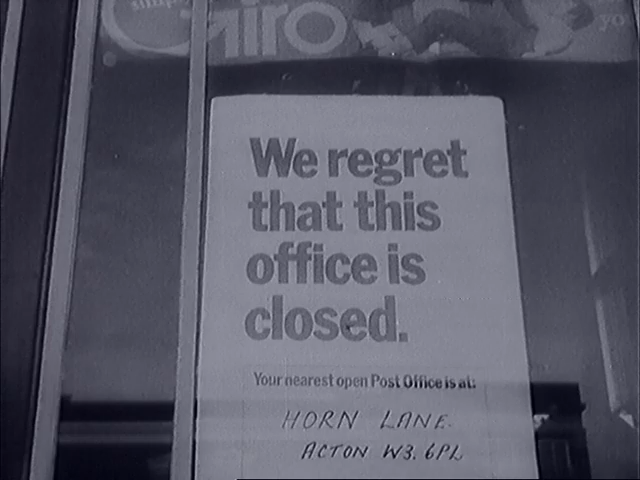 Giro
We regret
that this
office is
closed.
Your nearest open Post Office is at:
HORN LANE.
ACTON W3. 6PL